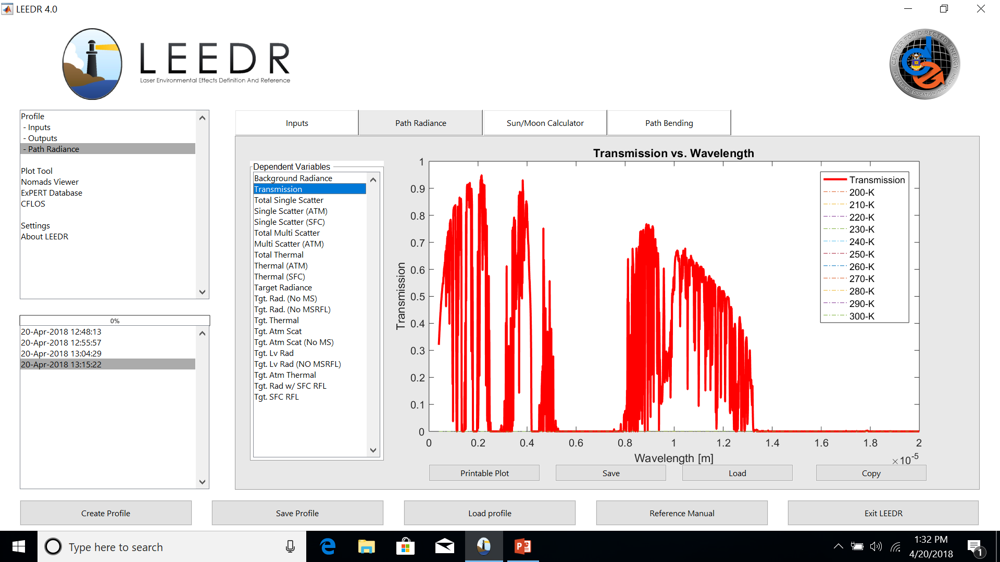 LEEDR 4.0
LEEDR
Laser Environmental Effects Definition And Reference
CENTER FOR DIRECTED ENERGY
RESEARCH EDUCATION INNOVATION
Profile
- Inputs
- Outputs
- Path Radiance
Plot Tool
Nomads Viewer
ExPERT Database
CFLOS
Settings
About LEEDR
0%
20-Apr-2018 12:48:13
20-Apr-2018 12:55:57
20-Apr-2018 13:04:29
20-Apr-2018 13:15:22
Inputs
Path Radiance
Sun/Moon Calculator
Path Bending
Dependent Variables
Background Radiance
Transmission
Total Single Scatter
Single Scatter (ATM)
Single Scatter (SFC)
Total Multi Scatter
Multi Scatter (ATM)
Total Thermal
Thermal (ATM)
Thermal (SFC)
Target Radiance
Tgt. Rad. (No MS)
Tgt. Rad. (No MSRFL)
Tgt. Thermal
Tgt. Atm Scat
Tgt. Atm Scat (No MS)
Tgt. Lv Rad
Tgt. Lv Rad (NO MSRFL)
Tgt. Atm Thermal
Tgt. Rad w/ SFC RFL
Tgt. SFC RFL
Transmission vs. Wavelength
Transmission
1
0.9
0.8
0.7
0.6
0.5
0.4
0.3
0.2
0.1
0
0 0.2 0.4 0.6 0.8 1 1.2 1.4 1.6 1.8 2
Wavelength [m]
×10-5
Transmission
200-K
210-K
220-K
230-K
240-K
250-K
260-K
270-K
280-K
290-K
300-K
Printable Plot
Save
Load
Copy
Create Profile
Save Profile
Load profile
Reference Manual
Exit LEEDR
Type here to search
1:32 PM
4/20/2018
1